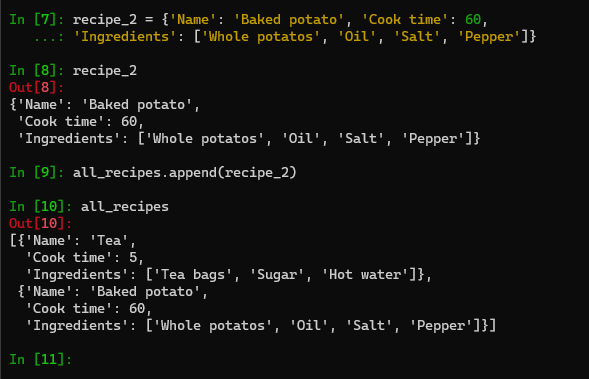 In [7]: recipe_2 = {'Name': 'Baked potato', 'Cook time': 60,
   ...: 'Ingredients': ['Whole potatos', 'Oil', 'Salt', 'Pepper']}

In [8]: recipe_2
Out[8]:
{'Name': 'Baked potato',
 'Cook time': 60,
 'Ingredients': ['Whole potatos', 'Oil', 'Salt', 'Pepper']}

In [9]: all_recipes.append(recipe_2)

In [10]: all_recipes
Out[10]:
[{'Name': 'Tea',
  'Cook time': 5,
  'Ingredients': ['Tea bags', 'Sugar', 'Hot water']},
 {'Name': 'Baked potato',
  'Cook time': 60,
  'Ingredients': ['Whole potatos', 'Oil', 'Salt', 'Pepper']}]

In [11]: